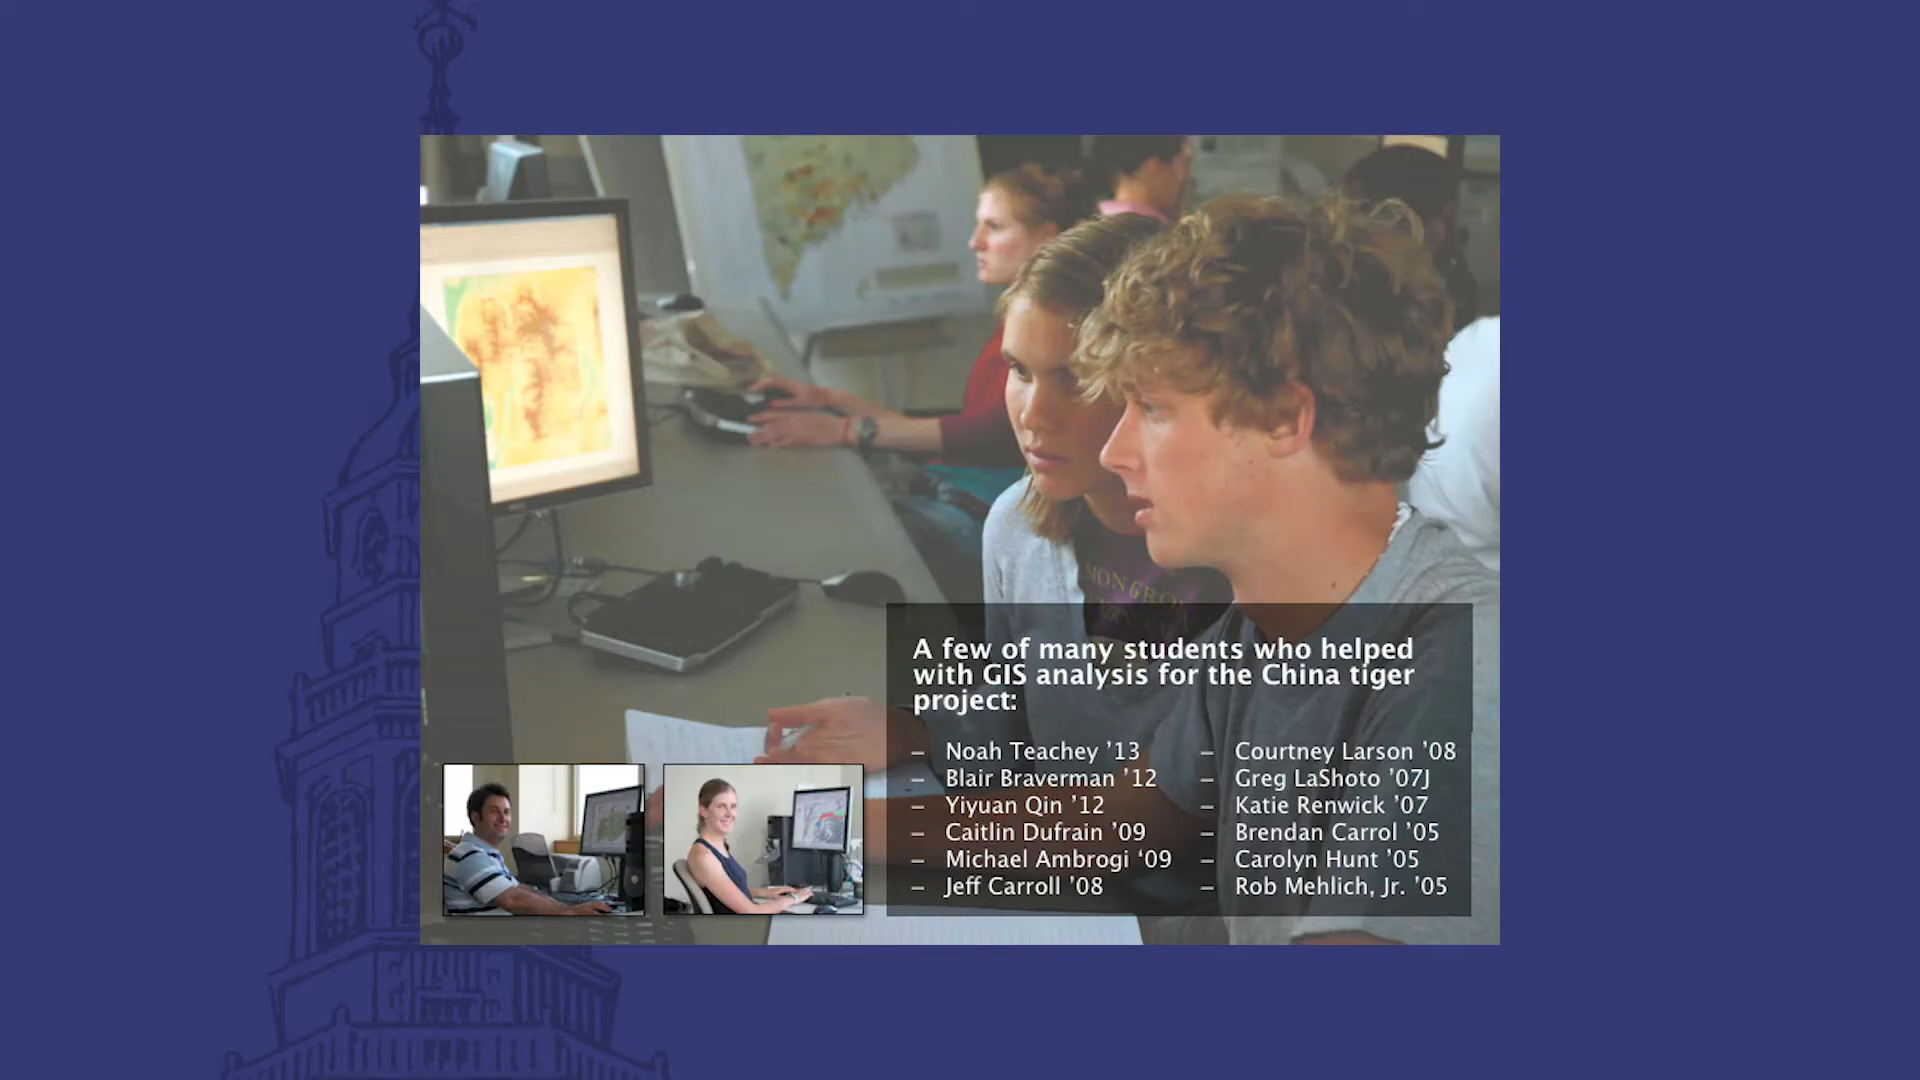 A few of many students who helped
with GIS analysis for the China tiger
project:
– Noah Teachey ’13
– Blair Braverman ’12
– Yiyuan Qin ’12
– Caitlin Dufrain ’09
– Michael Ambrogi ‘09
– Jeff Carroll ’08
– Courtney Larson ’08
– Greg LaShoto ’07J
– Katie Renwick ’07
– Brendan Carrol ’05
– Carolyn Hunt ’05
– Rob Mehlich, Jr. ’05